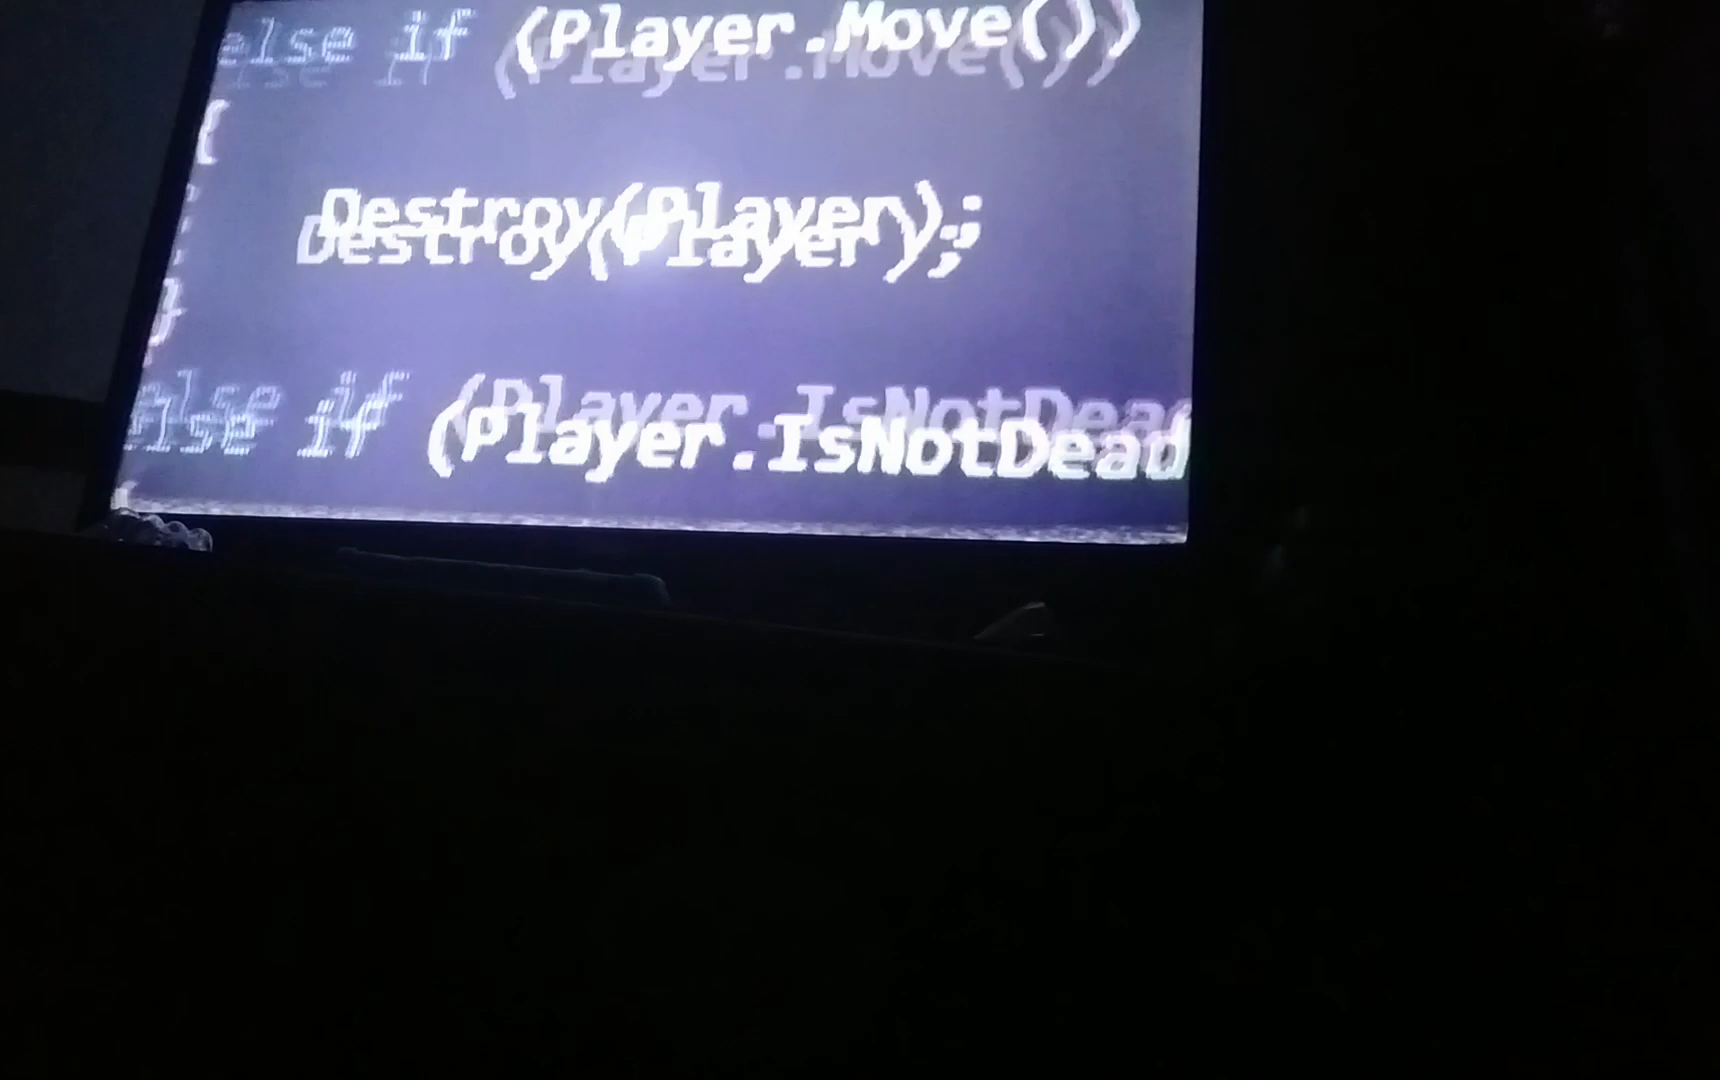 else if (Player.Move())
{
Destroy(Player);
}
else if (Player.IsNotDead
{